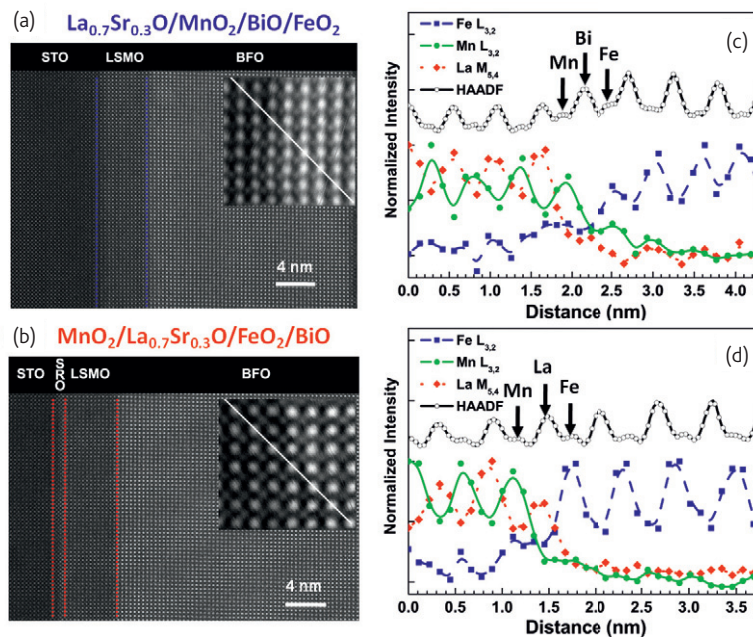 (a)
La₀.₇Sr₀.₃O/MnO₂/BiO/FeO₂
STO LSMO BFO
4 nm
(b)
MnO₂/La₀.₇Sr₀.₃O/FeO₂/BiO
STO SRO LSMO BFO
4 nm
(c)
Fe L₃,₂
Mn L₃,₂
La M₅,₄
HAADF
Mn Bi Fe
Normalized Intensity
0.0 0.5 1.0 1.5 2.0 2.5 3.0 3.5 4.0
Distance (nm)
(d)
Fe L₃,₂
Mn L₃,₂
La M₅,₄
HAADF
Mn La Fe
Normalized Intensity
0.0 0.5 1.0 1.5 2.0 2.5 3.0 3.5
Distance (nm)